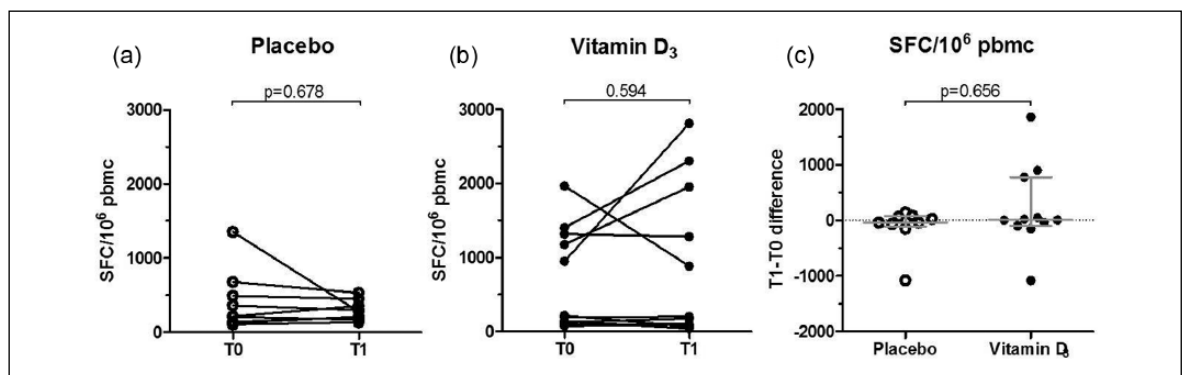 (a)
Placebo
p=0.678
3000
2000
1000
0
SFC/10⁶ pbmc
T0
T1
(b)
Vitamin D₃
0.594
3000
2000
1000
0
SFC/10⁶ pbmc
T0
T1
(c)
SFC/10⁶ pbmc
p=0.656
2000
1000
0
-1000
-2000
T1-T0 difference
Placebo
Vitamin D₃